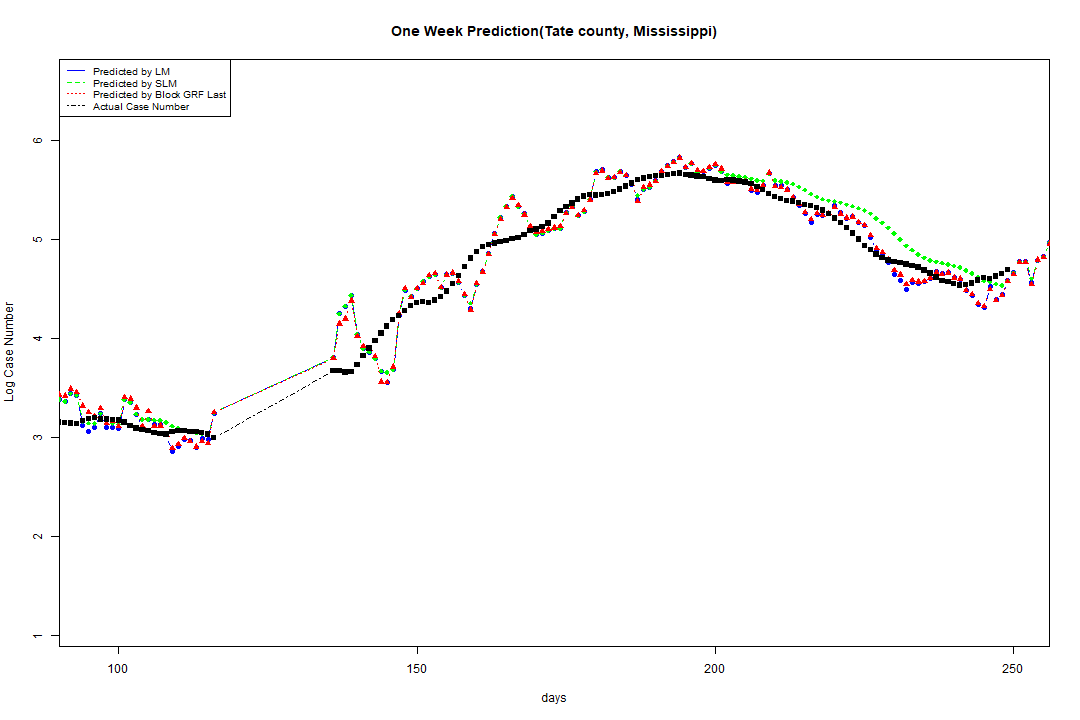 One Week Prediction(Tate county, Mississippi)
Predicted by LM
Predicted by SLM
Predicted by Block GRF Last
Actual Case Number
6
5
4
3
2
1
Log Case Number
100 150 200 250
days